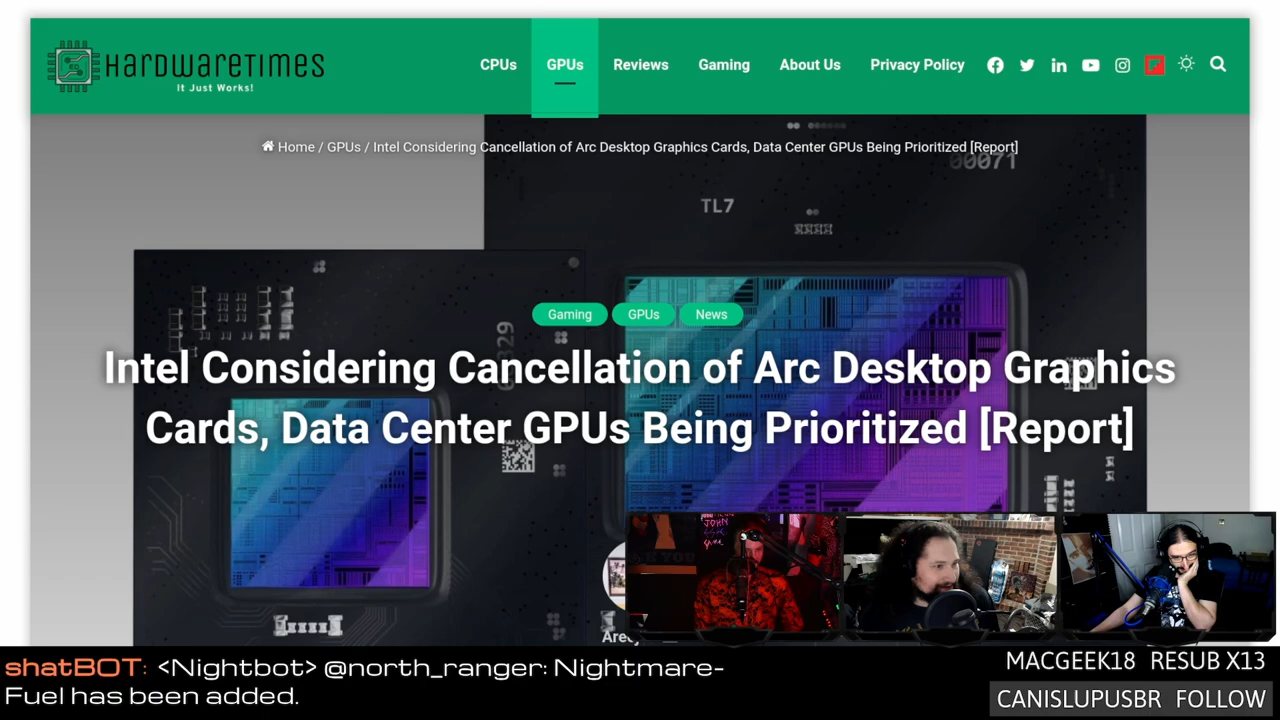 HARDWARETIMES
It Just Works!
CPUs GPUs Reviews Gaming About Us Privacy Policy
Home / GPUs / Intel Considering Cancellation of Arc Desktop Graphics Cards, Data Center GPUs Being Prioritized [Report]
00071
TL7
Gaming GPUs News
Intel Considering Cancellation of Arc Desktop Graphics
Cards, Data Center GPUs Being Prioritized [Report]
JOHN
shatBOT: <Nightbot> @north_ranger: Nightmare-
Fuel has been added.
MACGEEK18 RESUB X13
CANISLUPUSBR FOLLOW